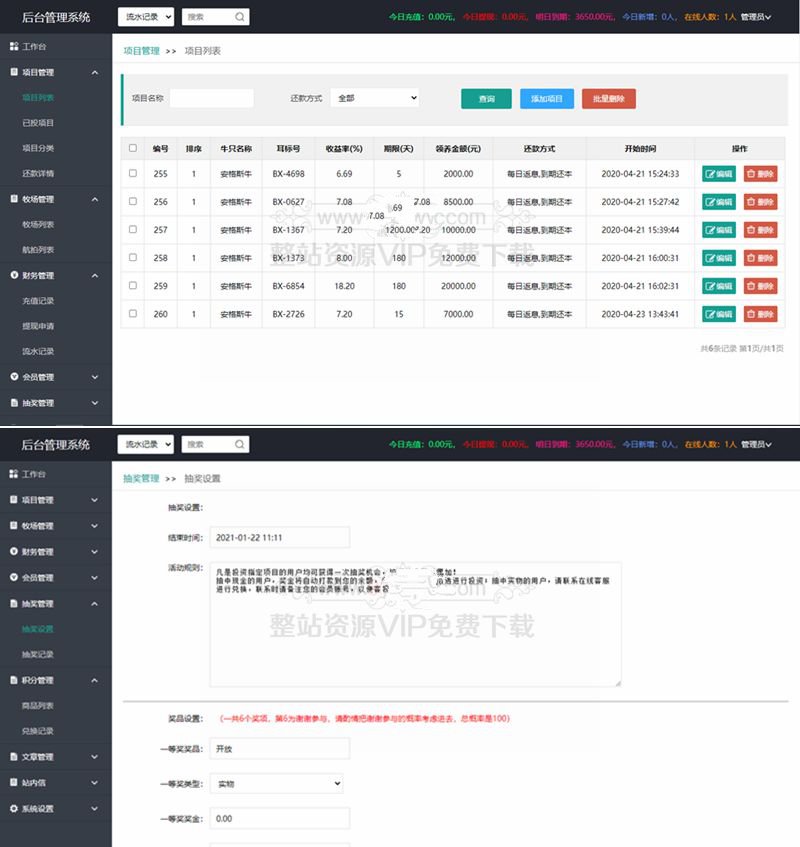 后台管理系统 流水记录 搜索 今日充值：0.00元， 今日提现：0.00元， 明日到期：3650.00元， 今日新增：0人， 在线人数：1人 管理员
工作台
项目管理
项目列表
已投项目
项目分类
还款详情
牧场管理
牧场列表
航拍列表
财务管理
充值记录
提现申请
流水记录
会员管理
抽奖管理
项目管理 >> 项目列表
项目名称 还款方式 全部 查询 添加项目 批量删除
编号 排序 牛只名称 耳标号 收益率(%) 期限(天) 领养金额(元) 还款方式 开始时间 操作
255 1 安格斯牛 BX-4698 6.69 5 2000.00 每日返息,到期还本 2020-04-21 15:24:33 编辑 删除
256 1 安格斯牛 BX-0627 7.08 7.08 8500.00 每日返息,到期还本 2020-04-21 15:27:42 编辑 删除
257 1 安格斯牛 BX-1367 7.20 10000.00 每日返息,到期还本 2020-04-21 15:39:44 编辑 删除
258 1 安格斯牛 BX-1373 8.00 180 12000.00 每日返息,到期还本 2020-04-21 16:00:31 编辑 删除
259 1 安格斯牛 BX-6854 18.20 180 20000.00 每日返息,到期还本 2020-04-21 16:02:31 编辑 删除
260 1 安格斯牛 BX-2726 7.20 15 7000.00 每日返息,到期还本 2020-04-23 13:43:41 编辑 删除
整站资源VIP免费下载
共6条记录 第1页/共1页
后台管理系统 流水记录 搜索 今日充值：0.00元， 今日提现：0.00元， 明日到期：3650.00元， 今日新增：0人， 在线人数：1人 管理员
工作台
项目管理
牧场管理
财务管理
会员管理
抽奖管理
抽奖设置
抽奖记录
积分管理
商品列表
兑换记录
文章管理
站内信
系统设置
抽奖管理 >> 抽奖设置
抽奖设置：
结束时间： 2021-01-22 11:11
活动规则： 凡是投资指定项目的用户均可获得一次抽奖机会，
抽中现金的用户，奖金将自动打款到您的余额， 进行投资；抽中实物的用户，请联系在线客服
进行兑换，联系时请备注您的会员账号，以便客服
整站资源VIP免费下载
奖品设置： （一共6个奖项，第6为谢谢参与，请酌情把谢谢参与的概率考虑进去，总概率是100）
一等奖奖品： 开放
一等奖类型： 实物
一等奖奖金： 0.00